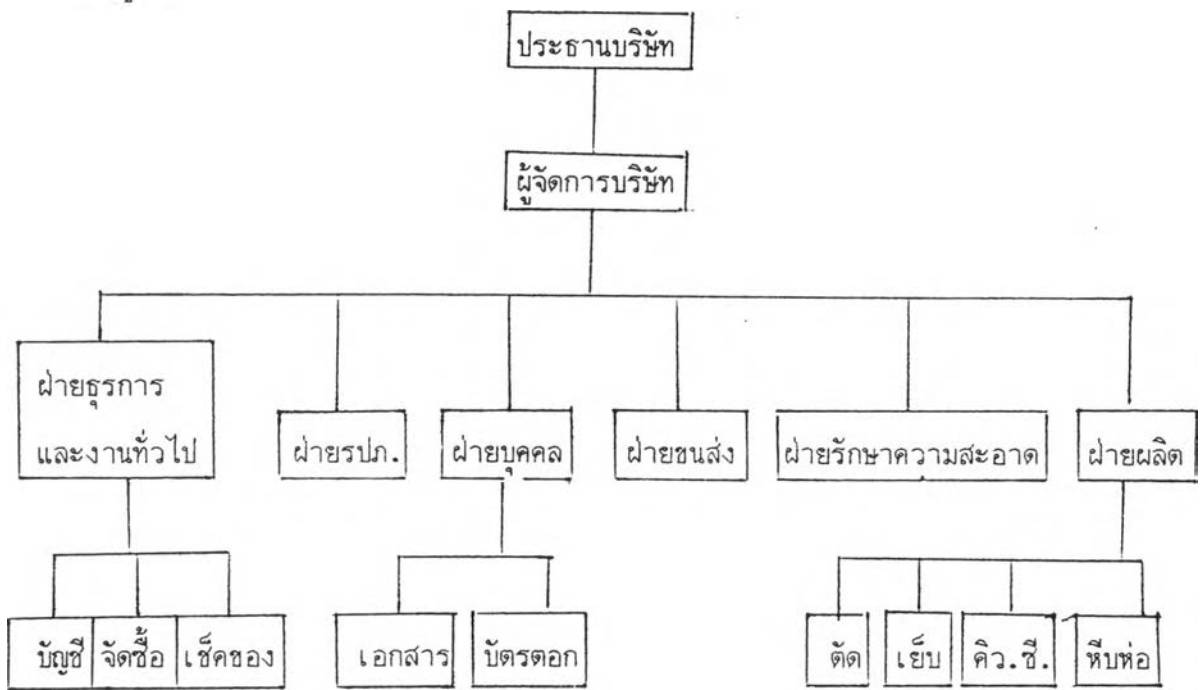 ประธานบริษัท
ผู้จัดการบริษัท
ฝ่ายธุรการ
และงานทั่วไป
ฝ่ายรปภ.
ฝ่ายบุคคล
ฝ่ายขนส่ง
ฝ่ายรักษาความสะอาด
ฝ่ายผลิต
บัญชี
จัดซื้อ
เช็คของ
เอกสาร
บัตรตอก
ตัด
เย็บ
คิว.ซี.
หีบห่อ